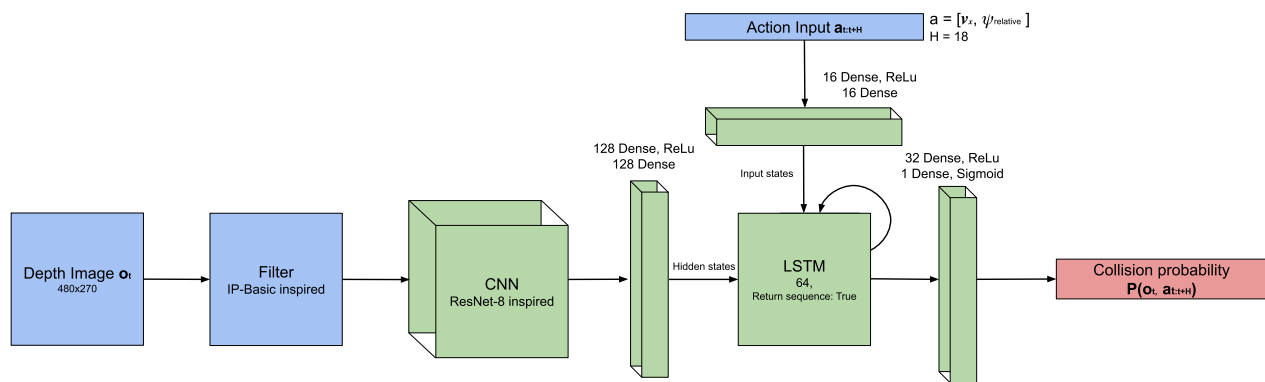 Action Input a_t:t+H
a = [v_x, ψ_relative ]
H = 18
16 Dense, ReLu
16 Dense
128 Dense, ReLu
128 Dense
32 Dense, ReLu
1 Dense, Sigmoid
Input states
Depth Image o_t
480x270
Filter
IP-Basic inspired
CNN
ResNet-8 inspired
Hidden states
LSTM
64,
Return sequence: True
Collision probability
P(o_t, a_t:t+H)